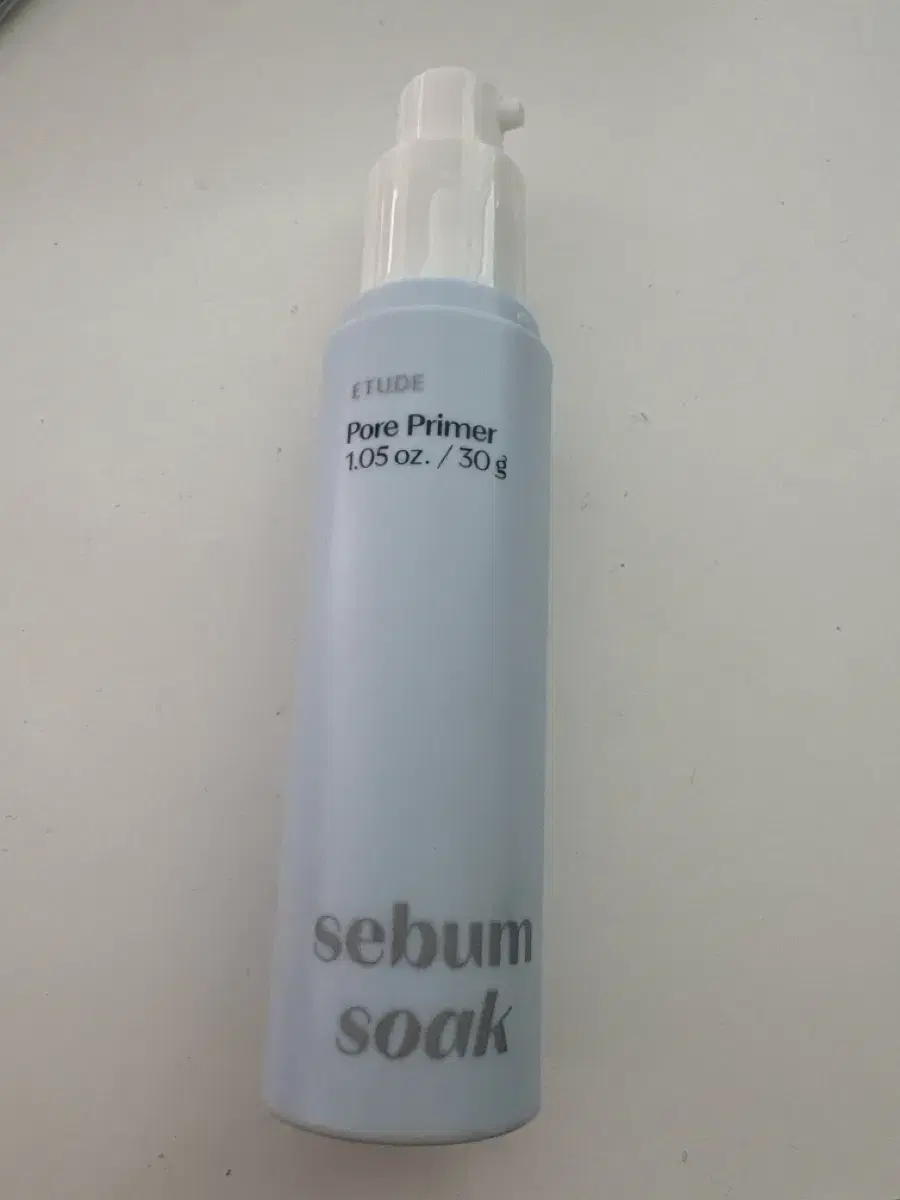 ETUDE
Pore Primer
1.05 oz. / 30 g
sebum
soak